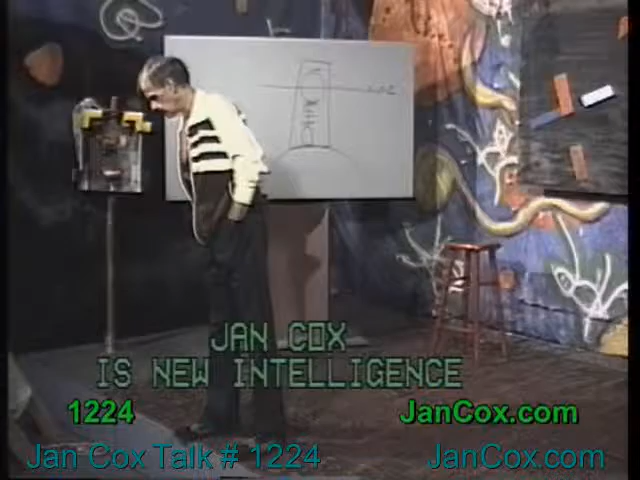 JAN COX
IS NEW INTELLIGENCE
1224 JanCox.com
Jan Cox Talk # 1224 JanCox.com